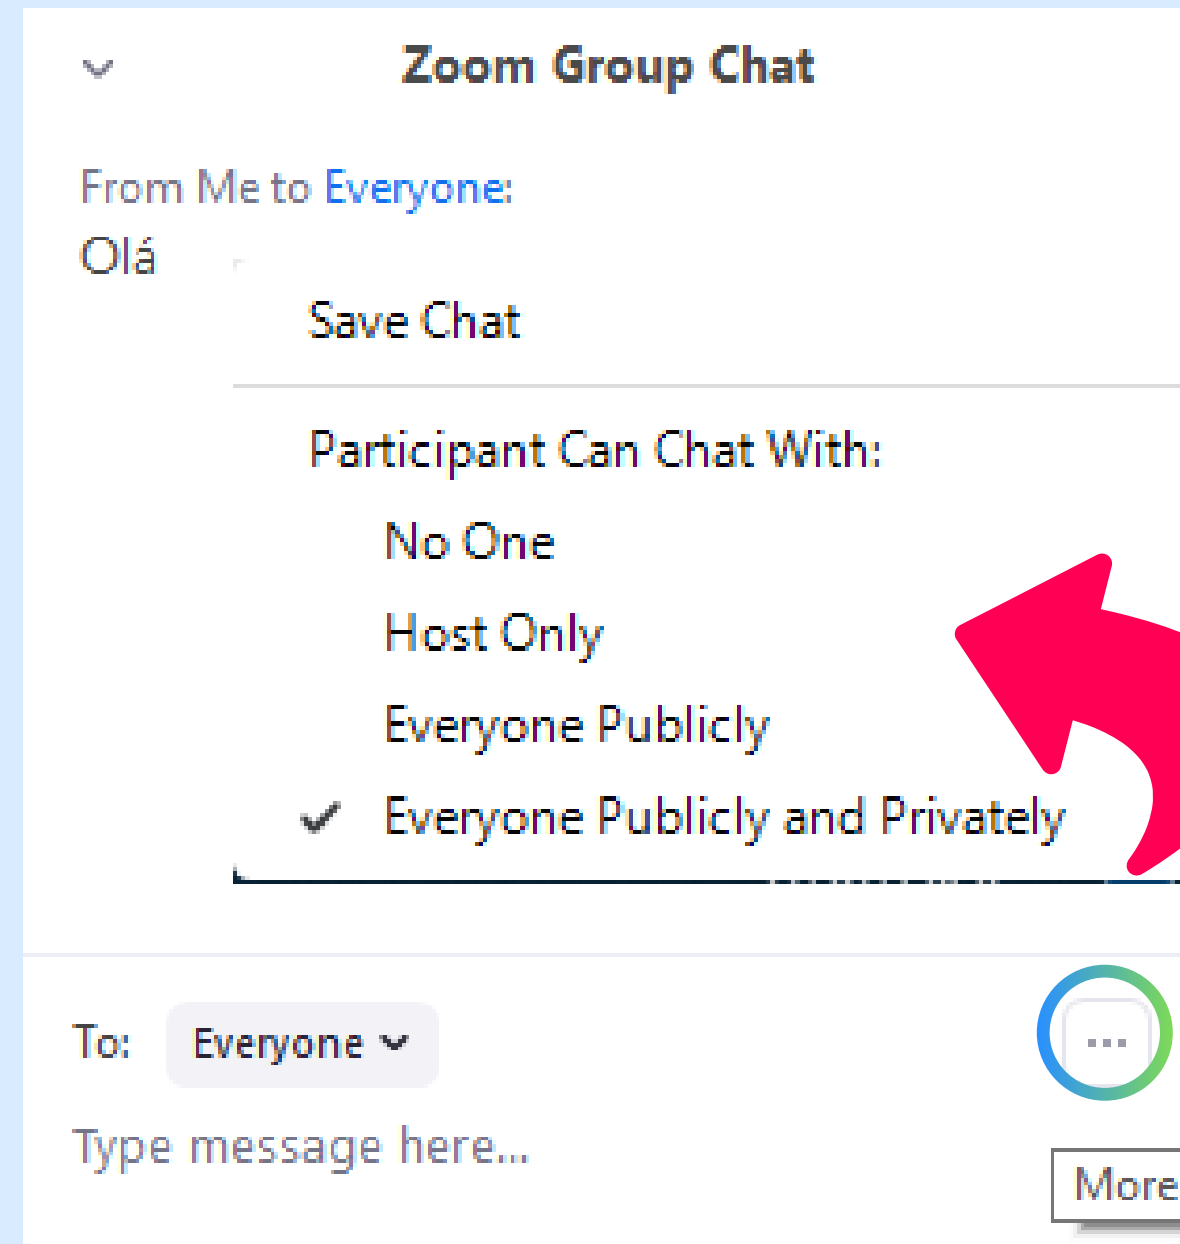 Zoom Group Chat
From Me to Everyone:
Olá
Save Chat
Participant Can Chat With:
No One
Host Only
Everyone Publicly
Everyone Publicly and Privately
To: Everyone
...
Type message here...
More